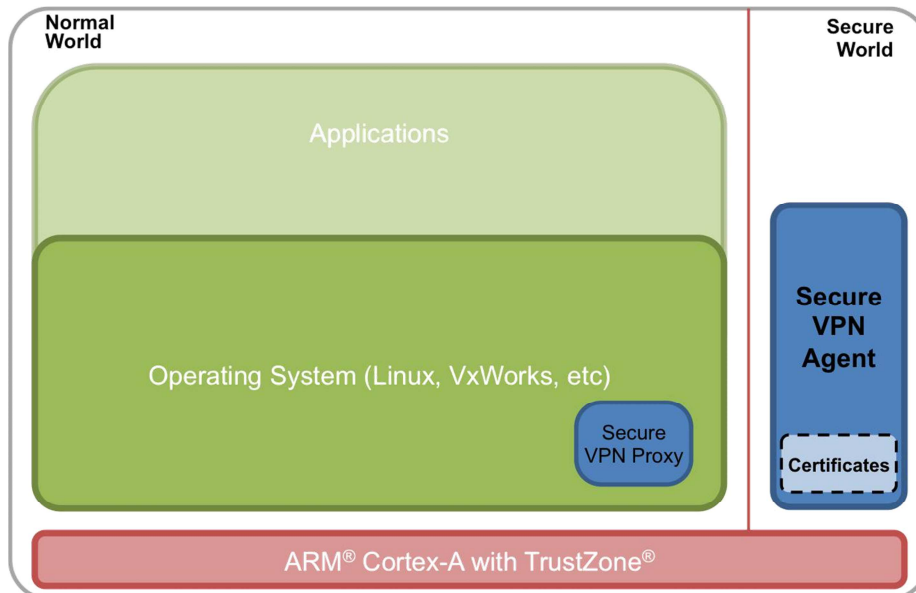 Normal
World
Secure
World
Applications
Operating System (Linux, VxWorks, etc)
Secure
VPN Proxy
Secure
VPN
Agent
Certificates
ARM® Cortex-A with TrustZone®